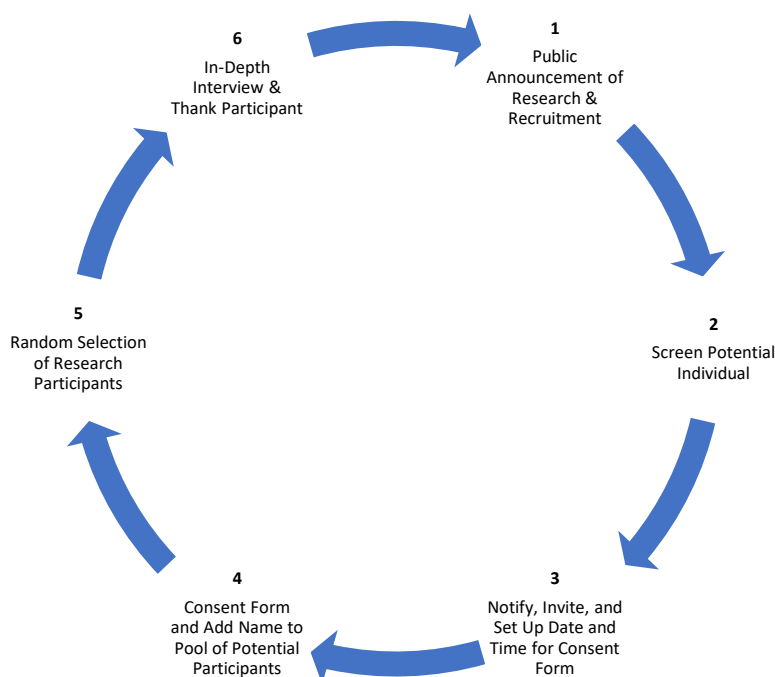 1
Public
Announcement of
Research &
Recruitment
2
Screen Potential
Individual
3
Notify, Invite, and
Set Up Date and
Time for Consent
Form
4
Consent Form
and Add Name to
Pool of Potential
Participants
5
Random Selection
of Research
Participants
6
In-Depth
Interview &
Thank Participant